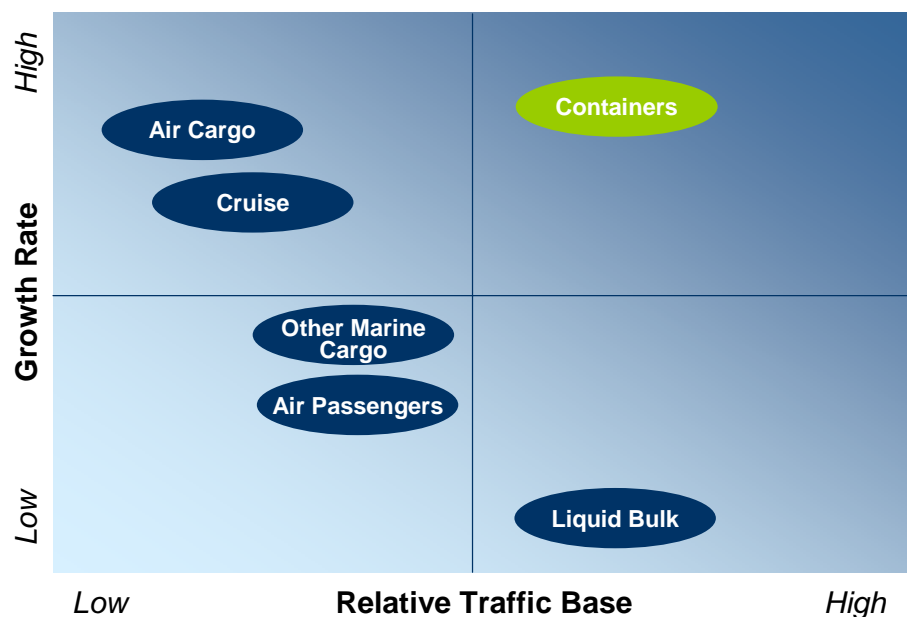 High
Containers
Air Cargo
Cruise
Growth Rate
Other Marine
Cargo
Air Passengers
Low
Liquid Bulk
Low
Relative Traffic Base
High